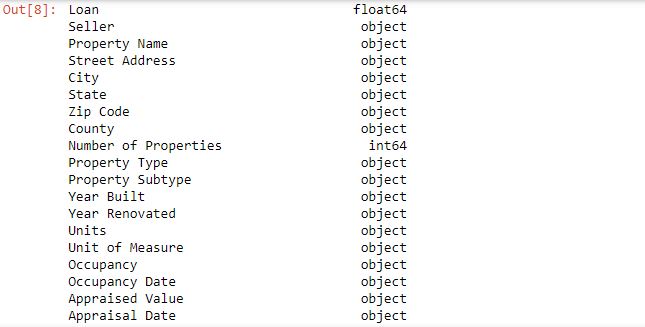 Out[8]: Loan float64
Seller object
Property Name object
Street Address object
City object
State object
Zip Code object
County object
Number of Properties int64
Property Type object
Property Subtype object
Year Built object
Year Renovated object
Units object
Unit of Measure object
Occupancy object
Occupancy Date object
Appraised Value object
Appraisal Date object